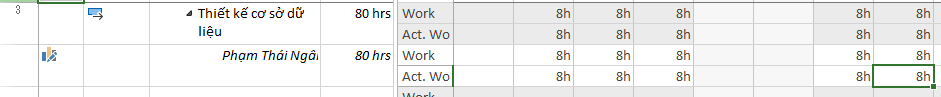 3 Thiết kế cơ sở dữ liệu 80 hrs Work 8h 8h 8h 8h 8h
Act. Wo 8h 8h 8h 8h 8h
Phạm Thái Ngâ 80 hrs Work 8h 8h 8h 8h 8h
Act. Wo 8h 8h 8h 8h 8h